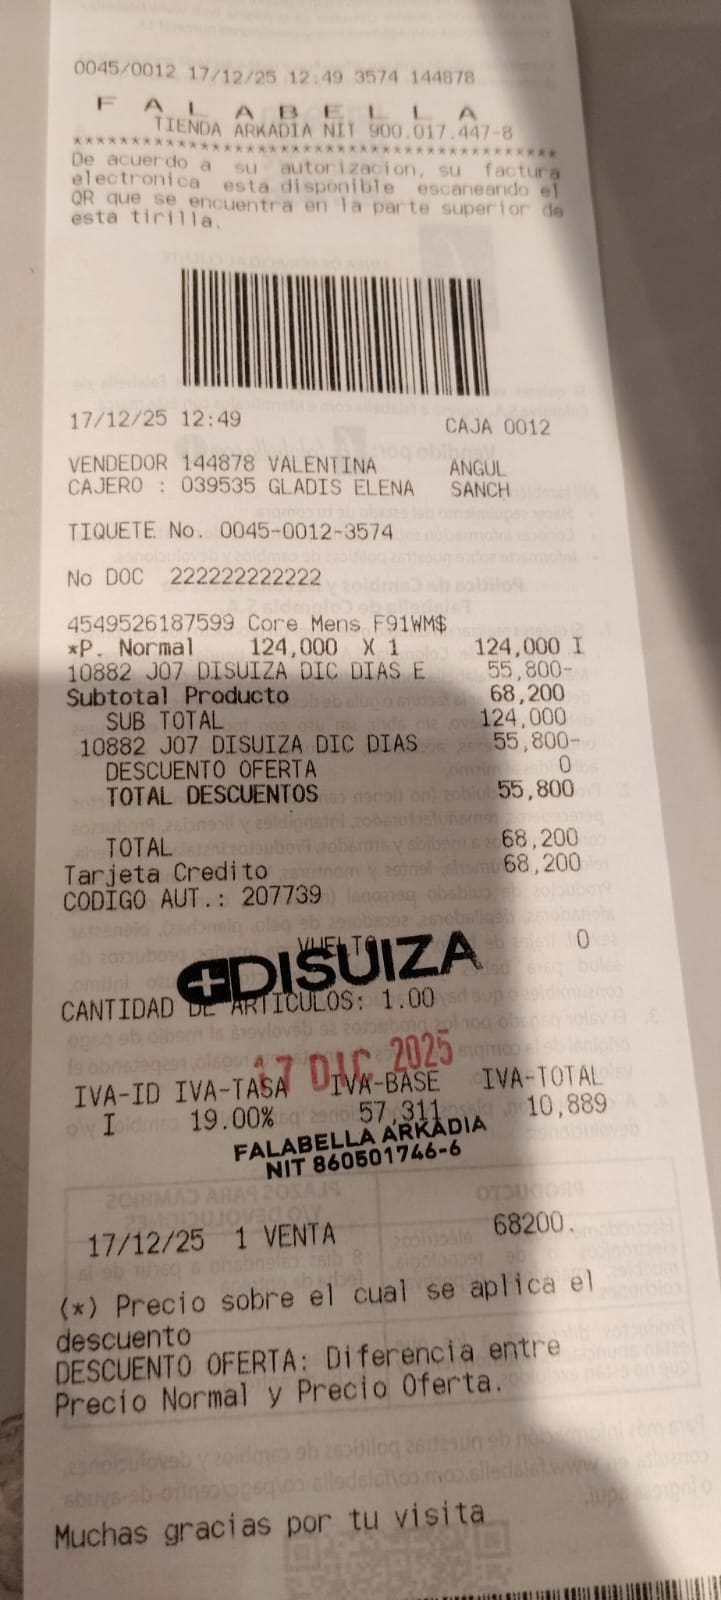 0045/0012 17/12/25 12:49 3574 144878
F A L A B E L L A
TIENDA ARKADIA NIT 900.017.447-8
****************************************
De acuerdo a su autorizacion, su factura
electronica esta disponible escaneando el
QR que se encuentra en la parte superior de
esta tirilla.
17/12/25 12:49 CAJA 0012
VENDEDOR 144878 VALENTINA ANGUL
CAJERO : 039535 GLADIS ELENA SANCH
TIQUETE No. 0045-0012-3574
No DOC 222222222222
4549526187599 Core Mens F91WM$
*P. Normal 124,000 X 1 124,000 I
10882 J07 DISUIZA DIC DIAS E 55,800-
Subtotal Producto 68,200
SUB TOTAL 124,000
10882 J07 DISUIZA DIC DIAS 55,800-
DESCUENTO OFERTA 0
TOTAL DESCUENTOS 55,800
TOTAL 68,200
Tarjeta Credito 68,200
CODIGO AUT.: 207739
VUELTO 0
DISUIZA
CANTIDAD DE ARTICULOS: 1.00
17 DIC 2025
IVA-ID IVA-TASA IVA-BASE IVA-TOTAL
I 19.00% 57,311 10,889
FALABELLA ARKADIA
NIT 860501746-6
17/12/25 1 VENTA 68200.
(*) Precio sobre el cual se aplica el
descuento
DESCUENTO OFERTA: Diferencia entre
Precio Normal y Precio Oferta.
Muchas gracias por tu visita